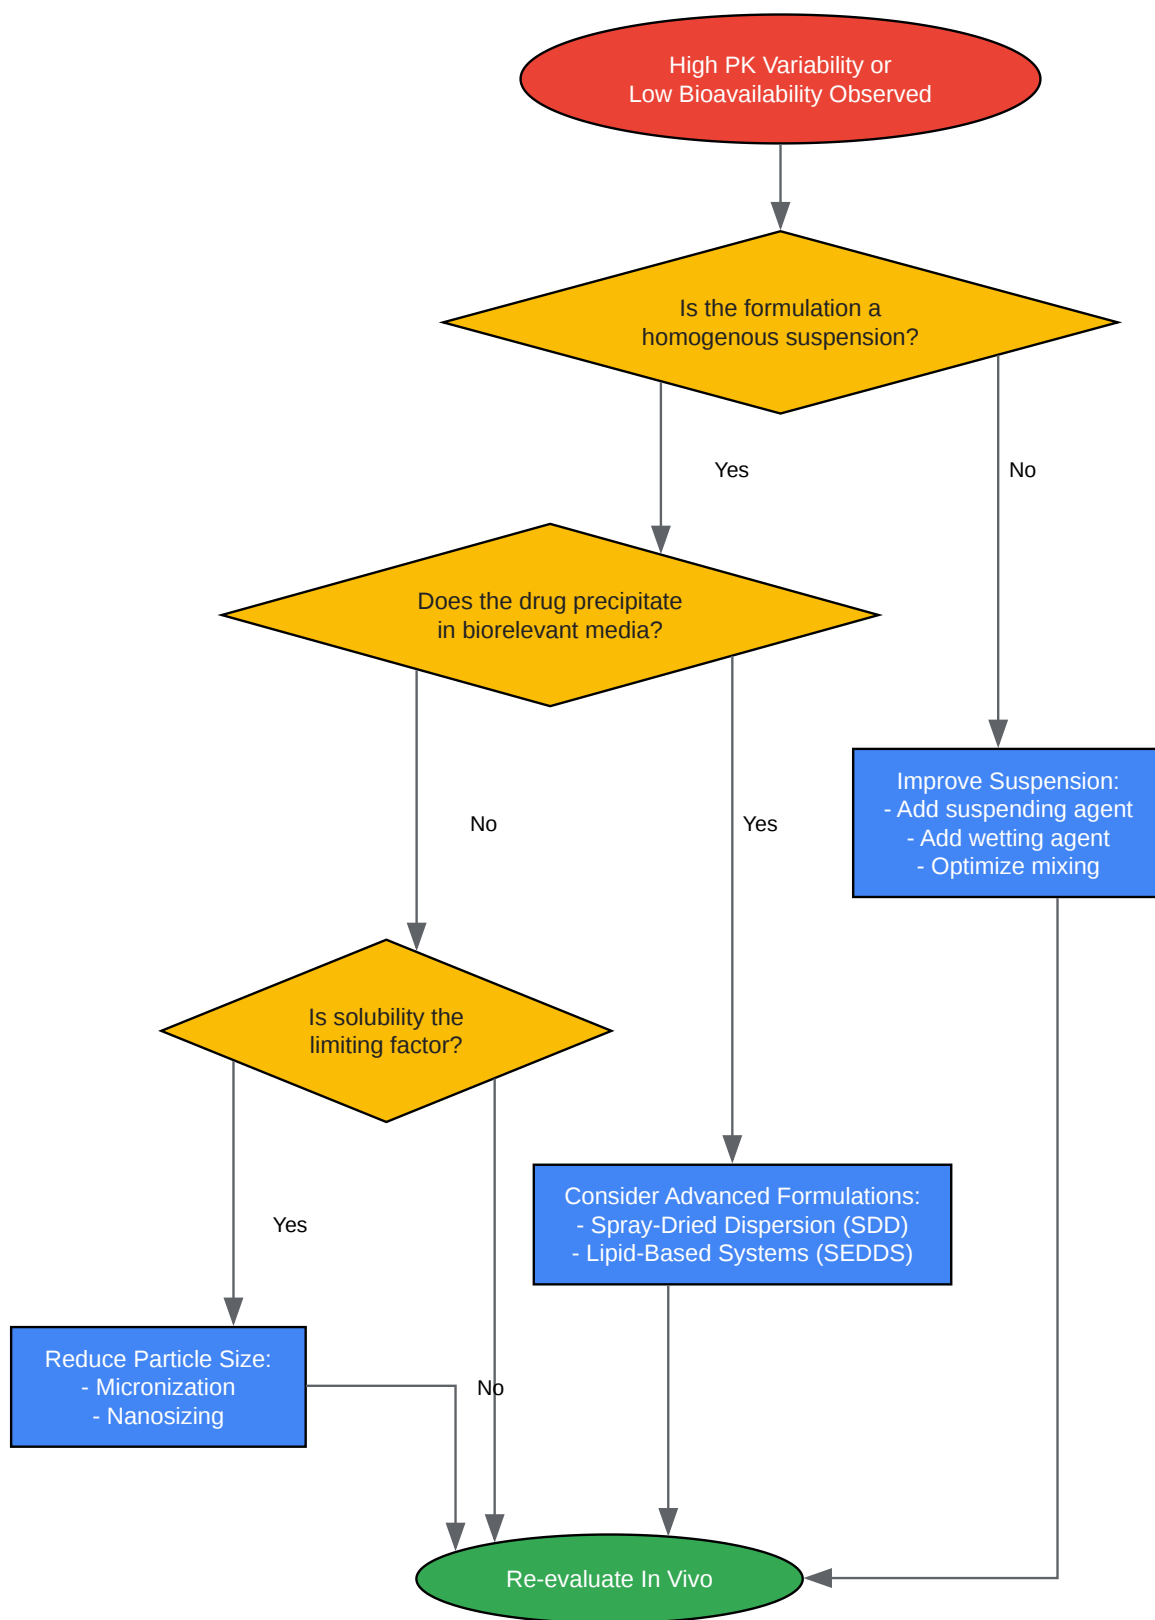 High PK Variability or
Low Bioavailability Observed
Is the formulation a
homogenous suspension?
Yes
No
Does the drug precipitate
in biorelevant media?
Improve Suspension:
- Add suspending agent
- Add wetting agent
- Optimize mixing
No
Yes
Is solubility the
limiting factor?
Consider Advanced Formulations:
- Spray-Dried Dispersion (SDD)
- Lipid-Based Systems (SEDDS)
Yes
Reduce Particle Size:
- Micronization
- Nanosizing
No
Re-evaluate In Vivo